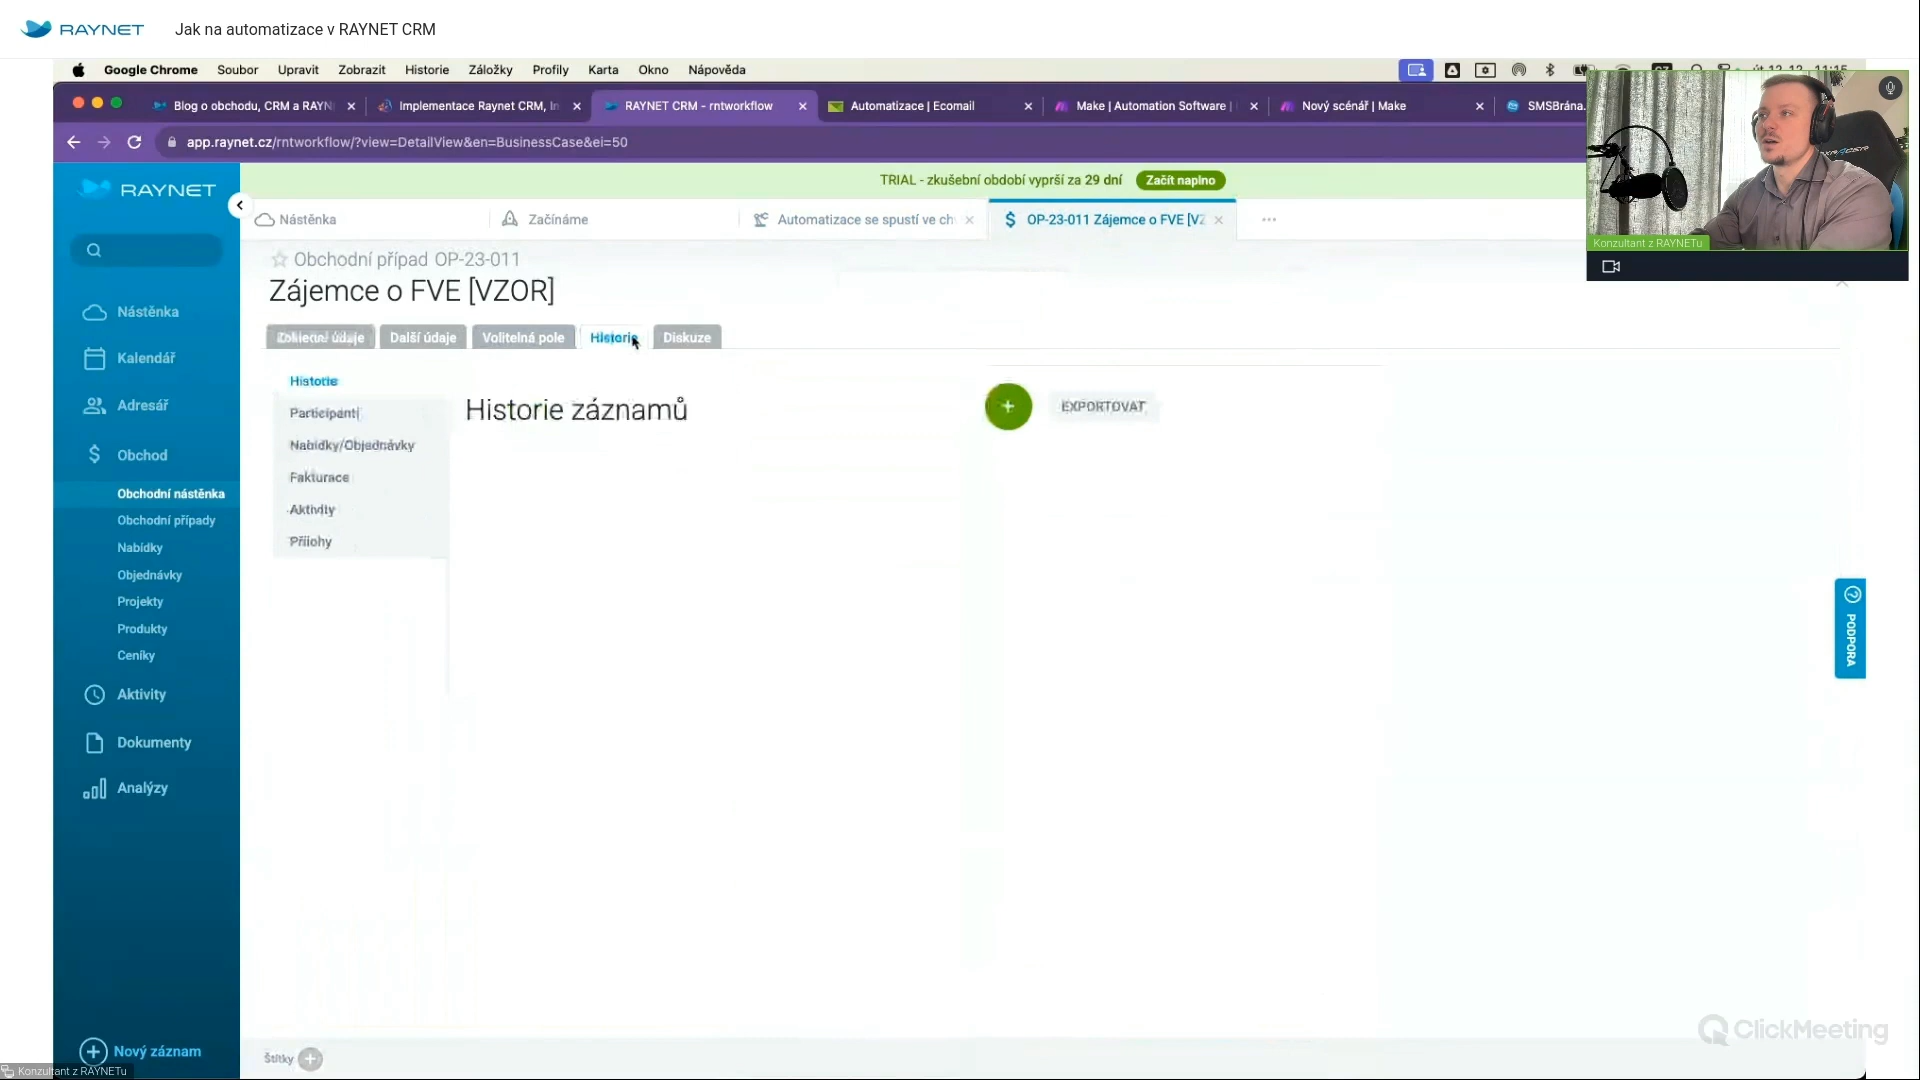 RAYNET
Jak na automatizace v RAYNET CRM
Google Chrome Soubor Upravit Zobrazit Historie Záložky Profily Karta Okno Nápověda
Blog o obchodu, CRM a RAYN
Implementace Raynet CRM, In
RAYNET CRM - rntworkflow
Automatizace | Ecomail
Make | Automation Software |
Nový scénář | Make
SMSBrána.
app.raynet.cz/rntworkflow/?view=DetailView&en=BusinessCase&ei=50
Konzultant z RAYNETu
RAYNET
TRIAL - zkušební období vyprší za 29 dní
Začít naplno
Nástěnka
Začínáme
Automatizace se spustí ve ch
OP-23-011 Zájemce o FVE [VZ
Obchodní případ OP-23-011
Zájemce o FVE [VZOR]
Další údaje
Volitelná pole
Historie
Diskuze
Nástěnka
Kalendář
Adresář
Obchod
Obchodní nástěnka
Obchodní případy
Nabídky
Objednávky
Projekty
Produkty
Ceníky
Aktivity
Dokumenty
Analýzy
Nový záznam
Historie
Participanti
Nabídky/Objednávky
Fakturace
Aktivity
Přílohy
Historie záznamů
EXPORTOVAT
PODPORA
Štítky
ClickMeeting
Konzultant z RAYNETu